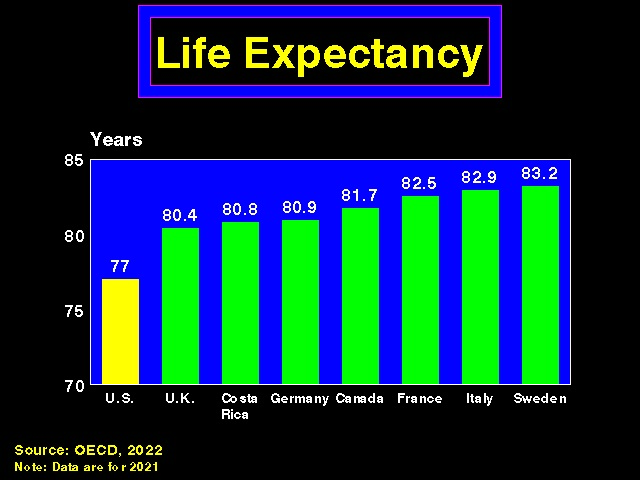 Life Expectancy
Years
85
80
75
70
77
80.4
80.8
80.9
81.7
82.5
82.9
83.2
U.S.
U.K.
Costa
Rica
Germany
Canada
France
Italy
Sweden
Source: OECD, 2022
Note: Data are for 2021